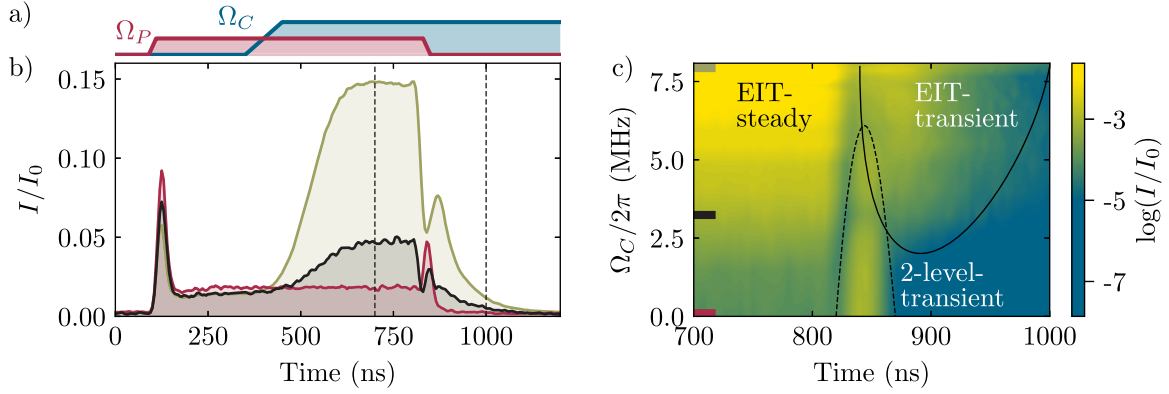 a)
Ω_P
Ω_C
b)
0.15
0.10
0.05
0.00
I/I_0
0
250
500
750
1000
Time (ns)
c)
7.5
5.0
2.5
0.0
Ω_C/2π (MHz)
EIT-
steady
EIT-
transient
2-level-
transient
700
800
900
1000
Time (ns)
-3
-5
-7
log(I/I_0)